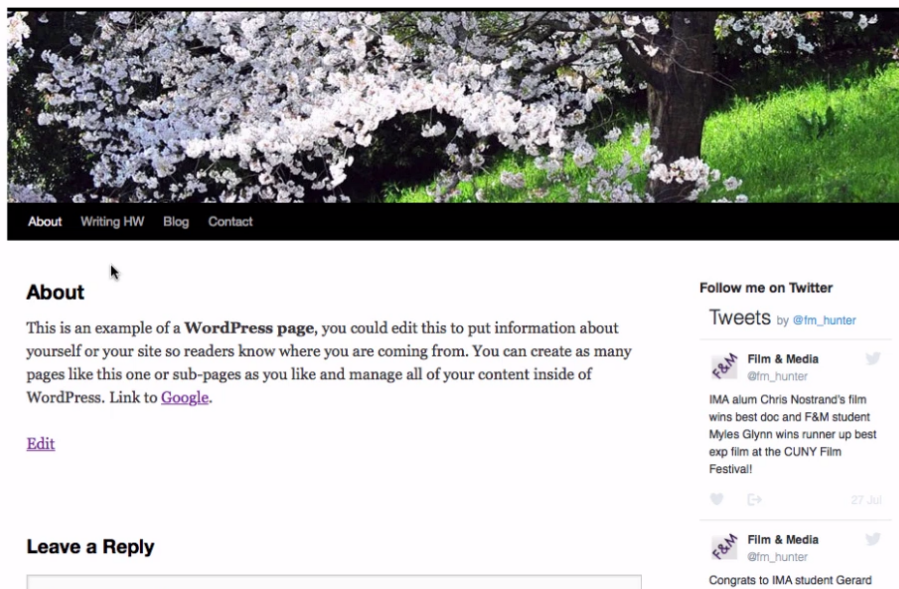 About Writing HW Blog Contact
About
This is an example of a WordPress page, you could edit this to put information about
yourself or your site so readers know where you are coming from. You can create as many
pages like this one or sub-pages as you like and manage all of your content inside of
WordPress. Link to Google.
Edit
Leave a Reply
Follow me on Twitter
Tweets by @fm_hunter
F&M
Film & Media
@fm_hunter
IMA alum Chris Nostrand's film
wins best doc and F&M student
Myles Glynn wins runner up best
exp film at the CUNY Film
Festival!
27 Jul
F&M
Film & Media
@fm_hunter
Congrats to IMA student Gerard